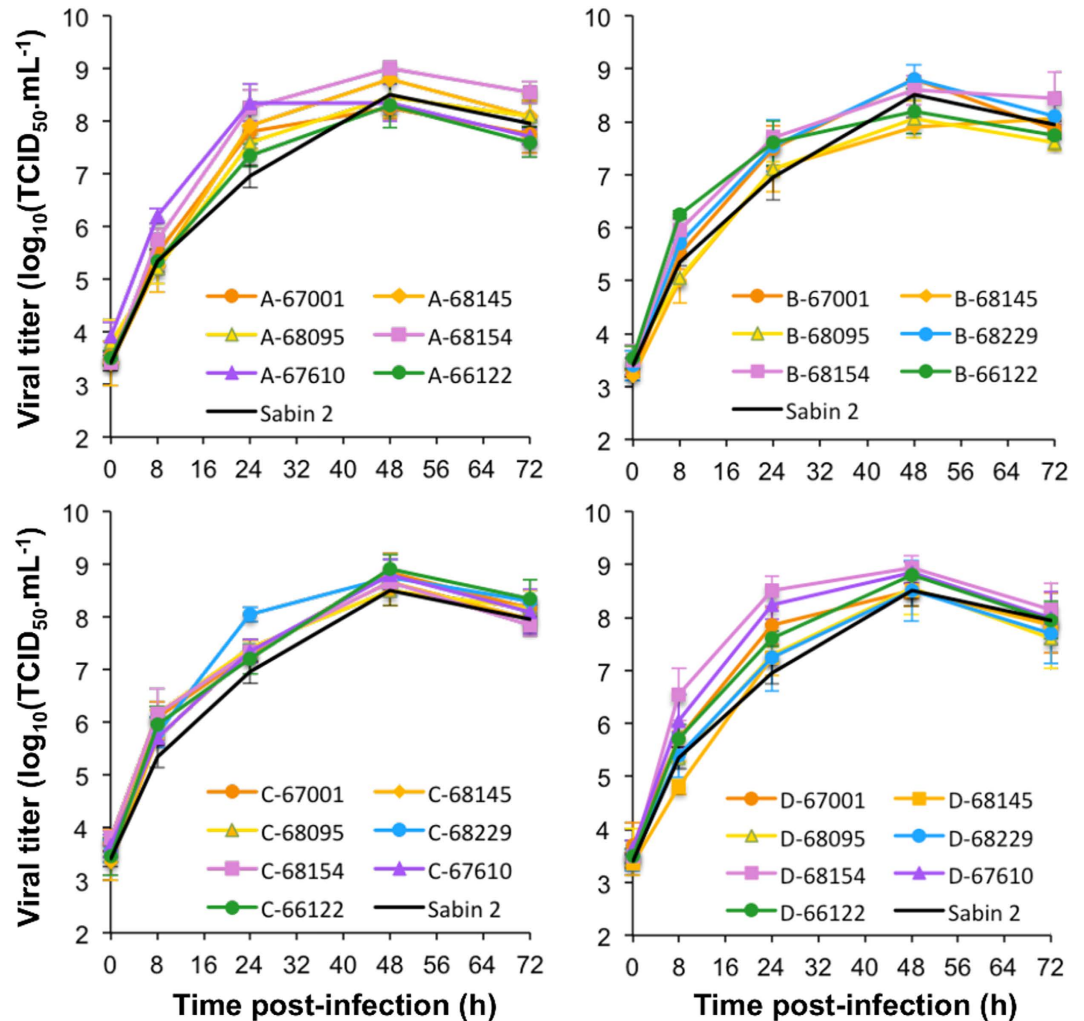 Viral titer (log10(TCID50.mL-1)
10
9
8
7
6
5
4
3
2
0 8 16 24 32 40 48 56 64 72
A-67001 A-68145
A-68095 A-68154
A-67610 A-66122
Sabin 2
10
9
8
7
6
5
4
3
2
0 8 16 24 32 40 48 56 64 72
B-67001 B-68145
B-68095 B-68229
B-68154 B-66122
Sabin 2
Viral titer (log10(TCID50.mL-1)
10
9
8
7
6
5
4
3
2
0 8 16 24 32 40 48 56 64 72
C-67001 C-68145
C-68095 C-68229
C-68154 C-67610
C-66122 Sabin 2
Time post-infection (h)
10
9
8
7
6
5
4
3
2
0 8 16 24 32 40 48 56 64 72
D-67001 D-68145
D-68095 D-68229
D-68154 D-67610
D-66122 Sabin 2
Time post-infection (h)